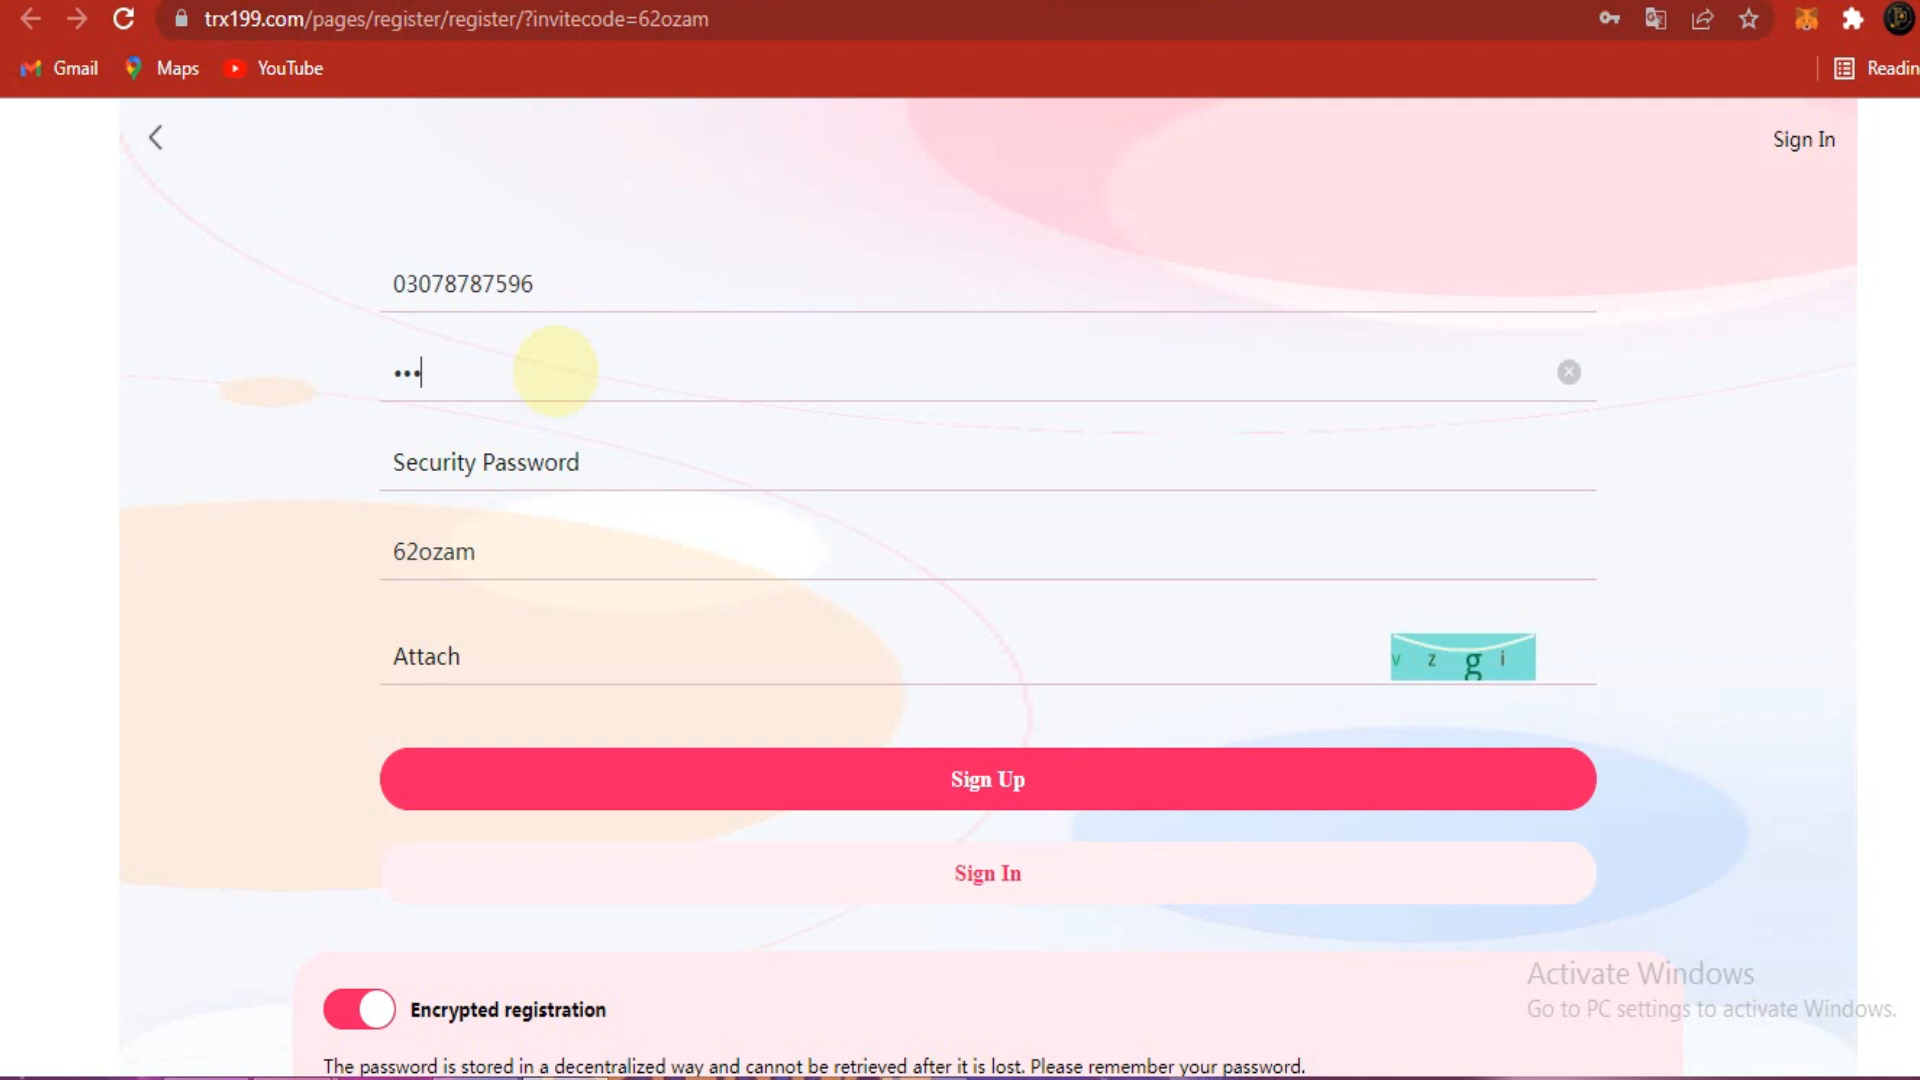 trx199.com/pages/register/register/?invitecode=62ozam
Gmail
Maps
YouTube
Readin
Sign In
03078787596
•••
Security Password
62ozam
Attach
v z g i
Sign Up
Sign In
Encrypted registration
Activate Windows
Go to PC settings to activate Windows.
The password is stored in a decentralized way and cannot be retrieved after it is lost. Please remember your password.